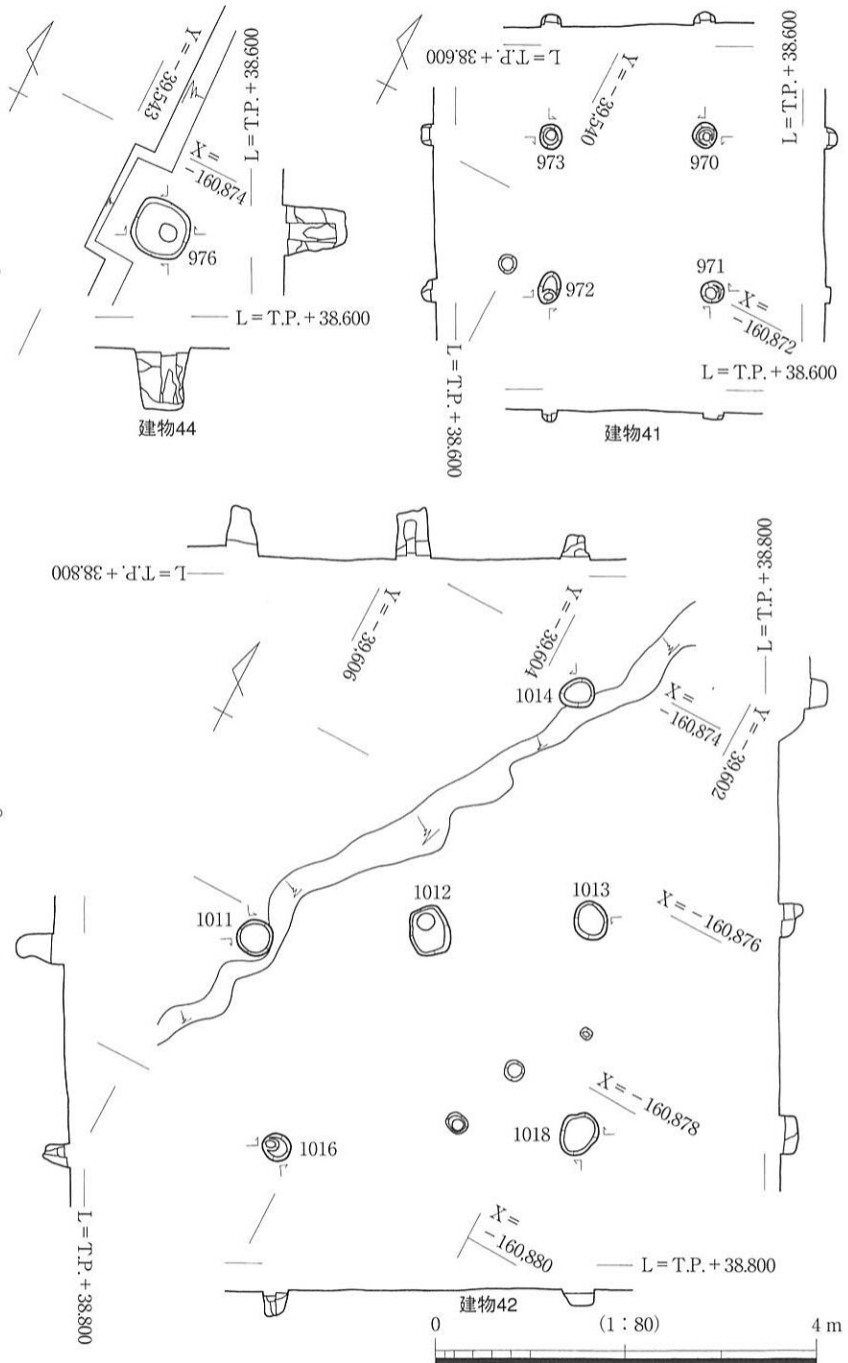 Y = −39,543
L = T.P. + 38.600
X =
−160,874
976
L = T.P. + 38.600
建物44
L = T.P. + 38.600
Y = −39,540
L = T.P. + 38.600
973
970
972
971
X =
−160,872
L = T.P. + 38.600
L = T.P. + 38.600
建物41
L = T.P. + 38.800
Y = −39,606
Y = −39,604
L = T.P. + 38.800
1014
X =
−160,874
Y = −39,602
1011
1012
1013
X = −160,876
X = −160,878
1016
1018
L = T.P. + 38.800
X =
−160,880
L = T.P. + 38.800
建物42
0
(1：80)
4 m